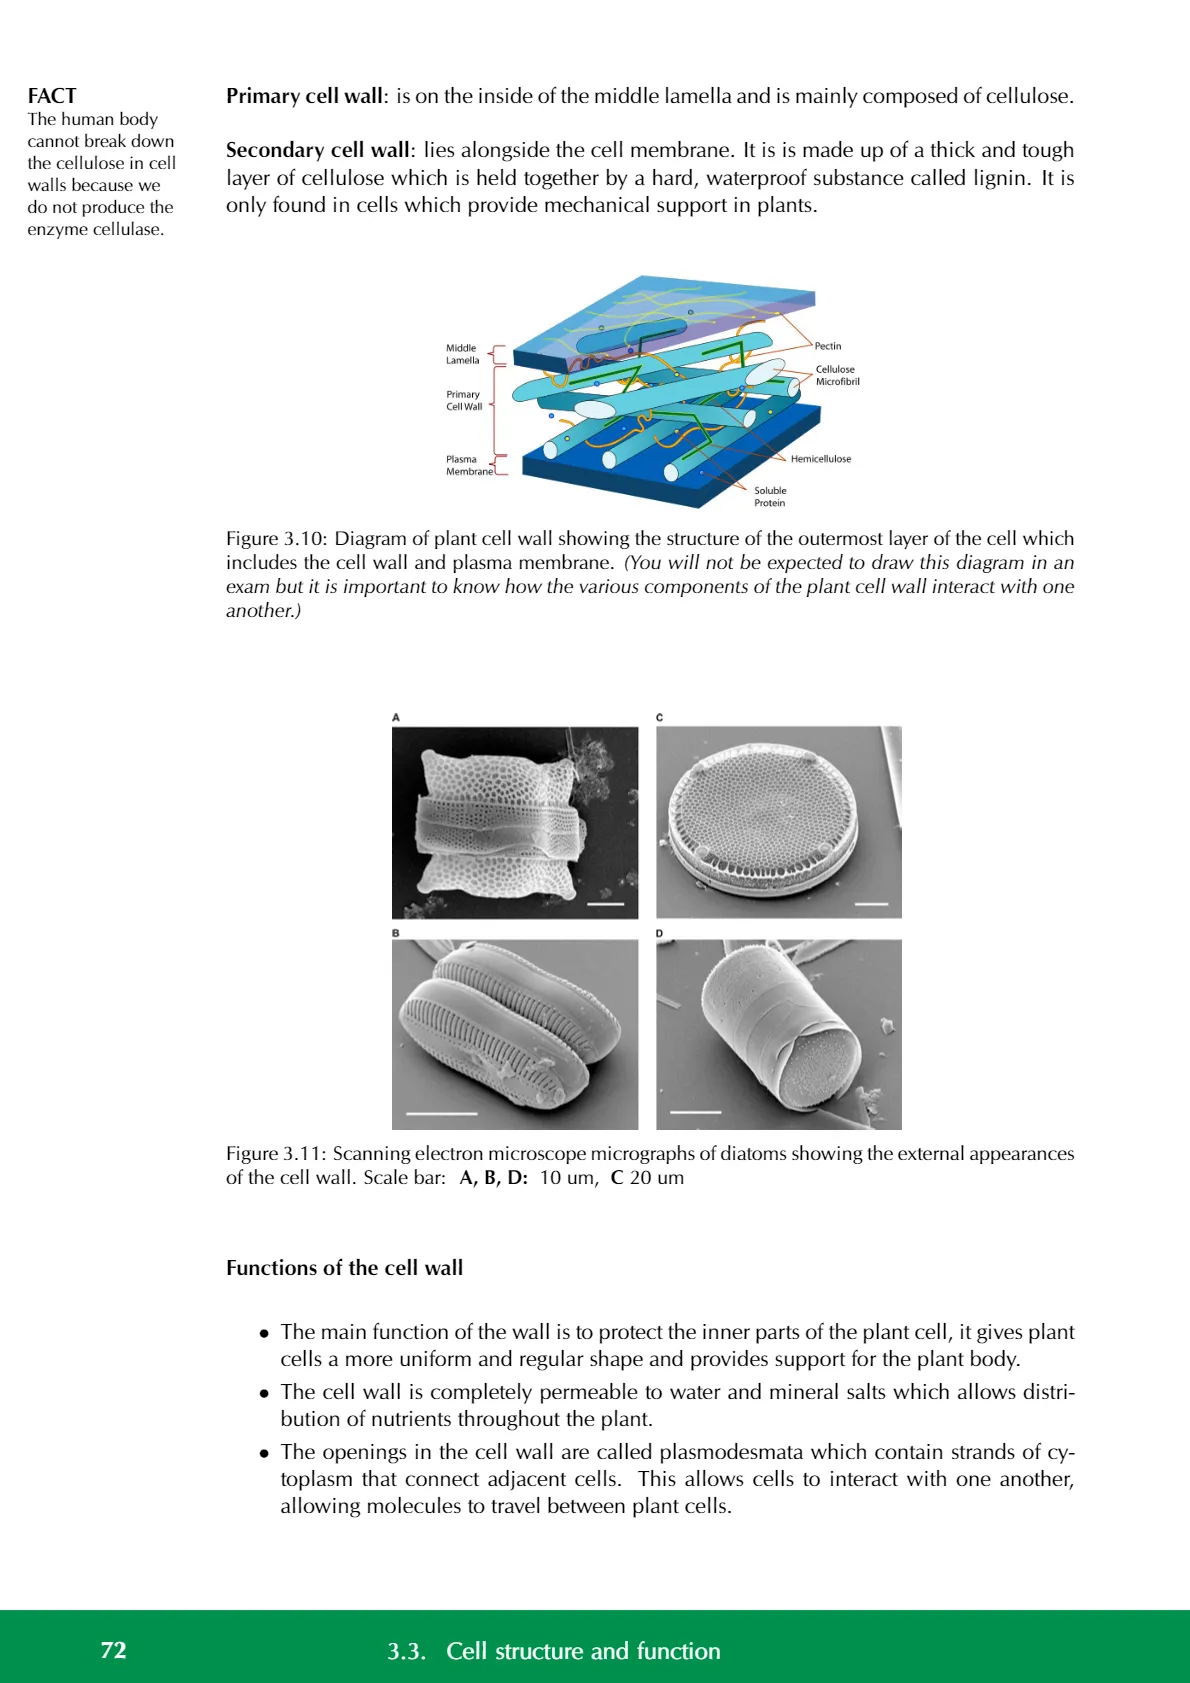 FACT
The human body
cannot break down
the cellulose in cell
walls because we
do not produce the
enzyme cellulase.
Primary cell wall: is on the inside of the middle lamella and is mainly composed of cellulose.
Secondary cell wall: lies alongside the cell membrane. It is is made up of a thick and tough
layer of cellulose which is held together by a hard, waterproof substance called lignin. It is
only found in cells which provide mechanical support in plants.
Middle
Lamella
Primary
Cell Wall
Plasma
Membrane
Pectin
Cellulose
Microfibril
Hemicellulose
Soluble
Protein
Figure 3.10: Diagram of plant cell wall showing the structure of the outermost layer of the cell which
includes the cell wall and plasma membrane. (You will not be expected to draw this diagram in an
exam but it is important to know how the various components of the plant cell wall interact with one
another.)
A
C
B
D
Figure 3.11: Scanning electron microscope micrographs of diatoms showing the external appearances
of the cell wall. Scale bar: A, B, D: 10 um, C 20 um
Functions of the cell wall
• The main function of the wall is to protect the inner parts of the plant cell, it gives plant
cells a more uniform and regular shape and provides support for the plant body.
• The cell wall is completely permeable to water and mineral salts which allows distri-
bution of nutrients throughout the plant.
• The openings in the cell wall are called plasmodesmata which contain strands of cy-
toplasm that connect adjacent cells. This allows cells to interact with one another,
allowing molecules to travel between plant cells.
72
3.3. Cell structure and function